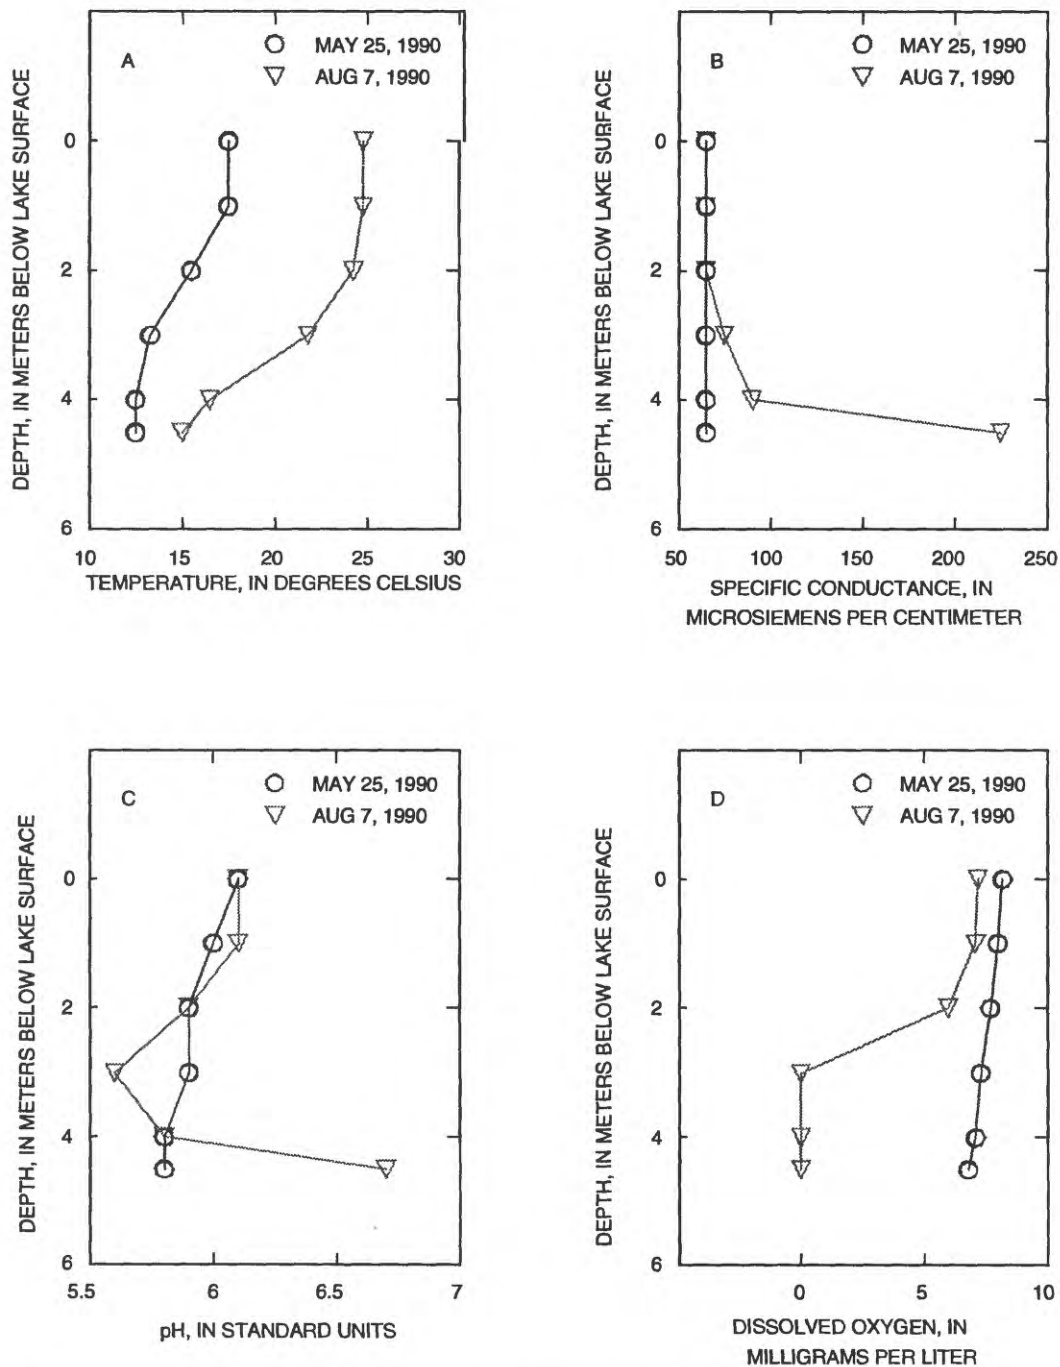 A
MAY 25, 1990
AUG 7, 1990
DEPTH, IN METERS BELOW LAKE SURFACE
0
2
4
6
10 15 20 25 30
TEMPERATURE, IN DEGREES CELSIUS
B
MAY 25, 1990
AUG 7, 1990
DEPTH, IN METERS BELOW LAKE SURFACE
0
2
4
6
50 100 150 200 250
SPECIFIC CONDUCTANCE, IN
MICROSIEMENS PER CENTIMETER
C
MAY 25, 1990
AUG 7, 1990
DEPTH, IN METERS BELOW LAKE SURFACE
0
2
4
6
5.5 6 6.5 7
pH, IN STANDARD UNITS
D
MAY 25, 1990
AUG 7, 1990
DEPTH, IN METERS BELOW LAKE SURFACE
0
2
4
6
0 5 10
DISSOLVED OXYGEN, IN
MILLIGRAMS PER LITER